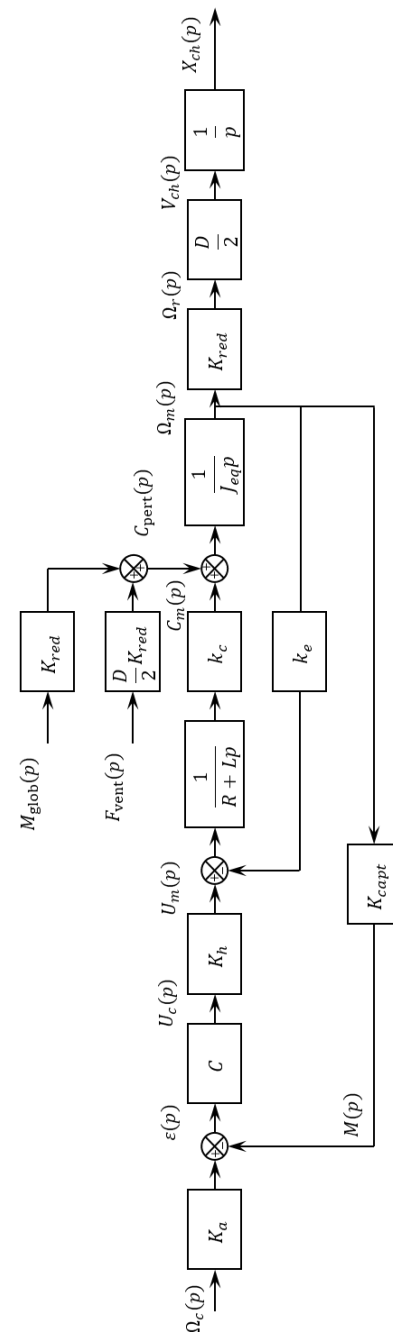 Ω_c(p)
K_a
+
−
ε(p)
C
U_c(p)
K_h
U_m(p)
+
−
1
R + Lp
k_c
C_m(p)
+
+
1
J_eq p
Ω_m(p)
K_red
Ω_r(p)
D
2
V_ch(p)
1
p
X_ch(p)
M_glob(p)
K_red
F_vent(p)
D
2
K_red
+
+
C_pert(p)
k_e
K_capt
M(p)